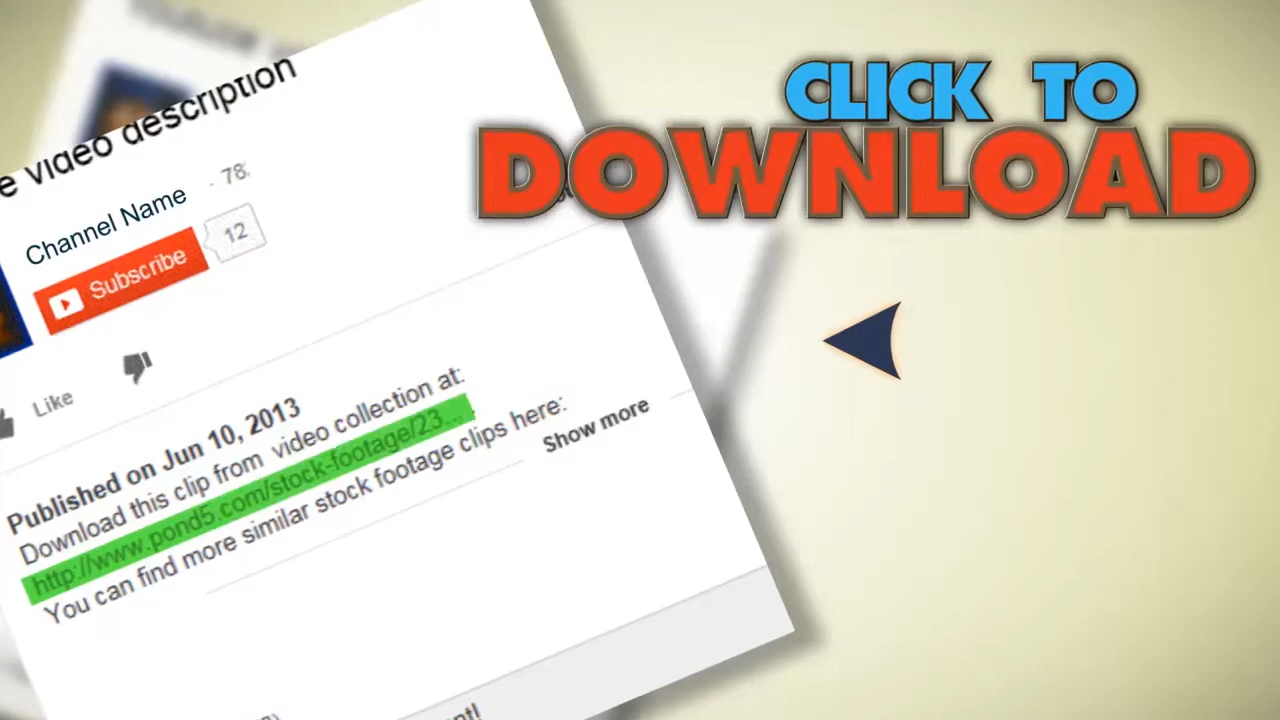 CLICK TO
DOWNLOAD
e video description
Channel Name
78
Subscribe
12
Like
Published on Jun 10, 2013
Download this clip from video collection at:
http://www.pond5.com/stock-footage/23...
You can find more similar stock footage clips here:
Show more